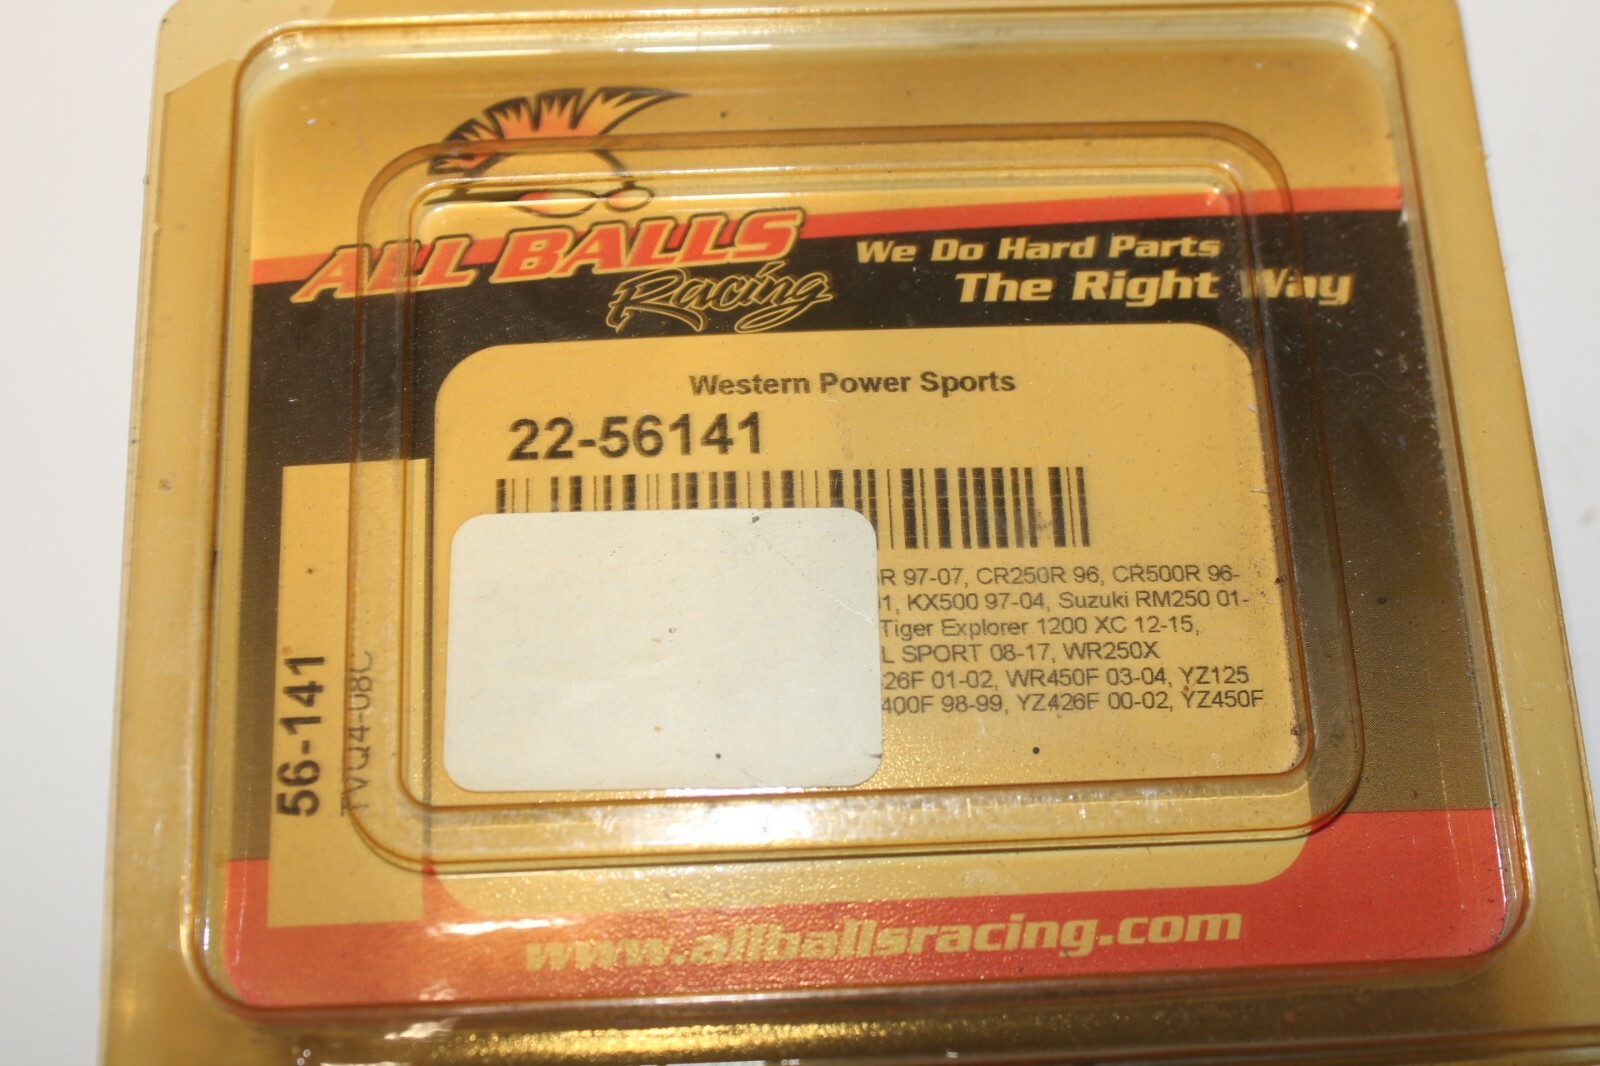 ALL BALLS
Racing
We Do Hard Parts
The Right Way
Western Power Sports
22-56141
R 97-07, CR250R 96, CR500R 96-
1, KX500 97-04, Suzuki RM250 01-
Tiger Explorer 1200 XC 12-15,
L SPORT 08-17, WR250X
26F 01-02, WR450F 03-04, YZ125
400F 98-99, YZ426F 00-02, YZ450F
56-141
TVQ4-08C
www.allballsracing.com